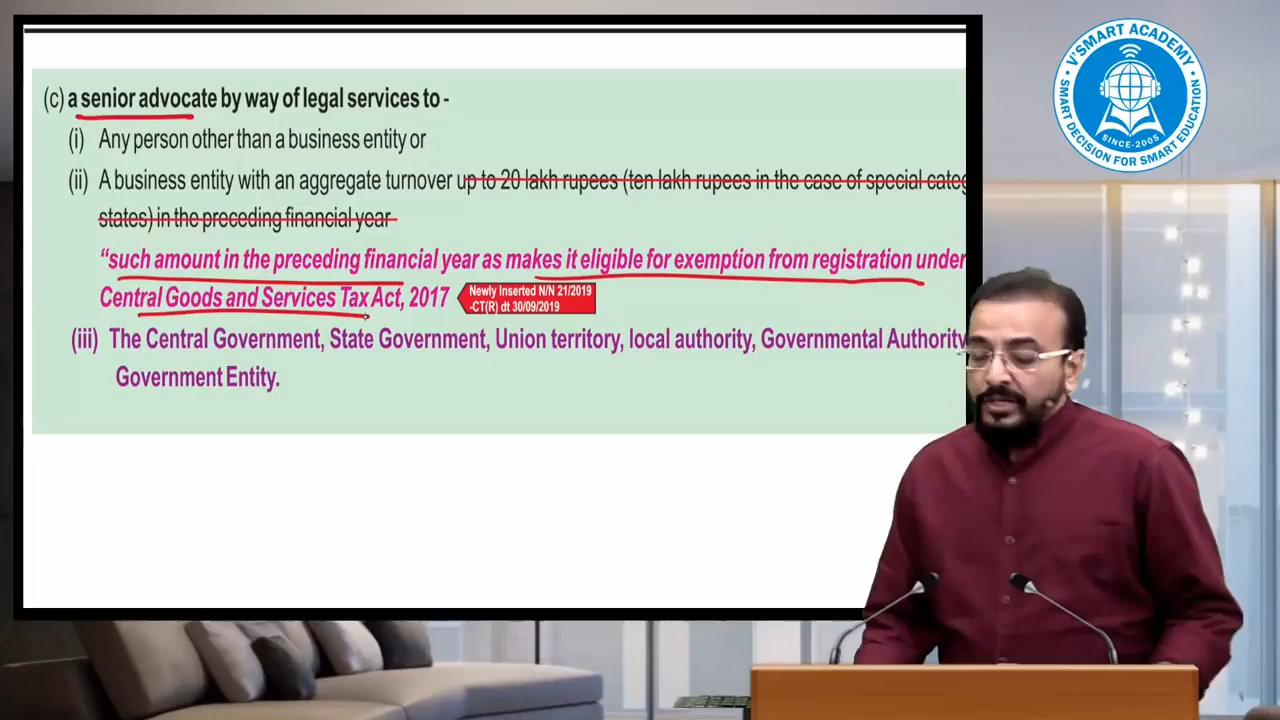 (c) a senior advocate by way of legal services to -
(i) Any person other than a business entity or
(ii) A business entity with an aggregate turnover up to 20 lakh rupees (ten lakh rupees in the case of special categ
states) in the preceding financial year
“such amount in the preceding financial year as makes it eligible for exemption from registration under
Central Goods and Services Tax Act, 2017
Newly Inserted N/N 21/2019
-CT(R) dt 30/09/2019
(iii) The Central Government, State Government, Union territory, local authority, Governmental Authority
Government Entity.
V'SMART ACADEMY
SINCE-2005
SMART DECISION FOR SMART EDUCATION